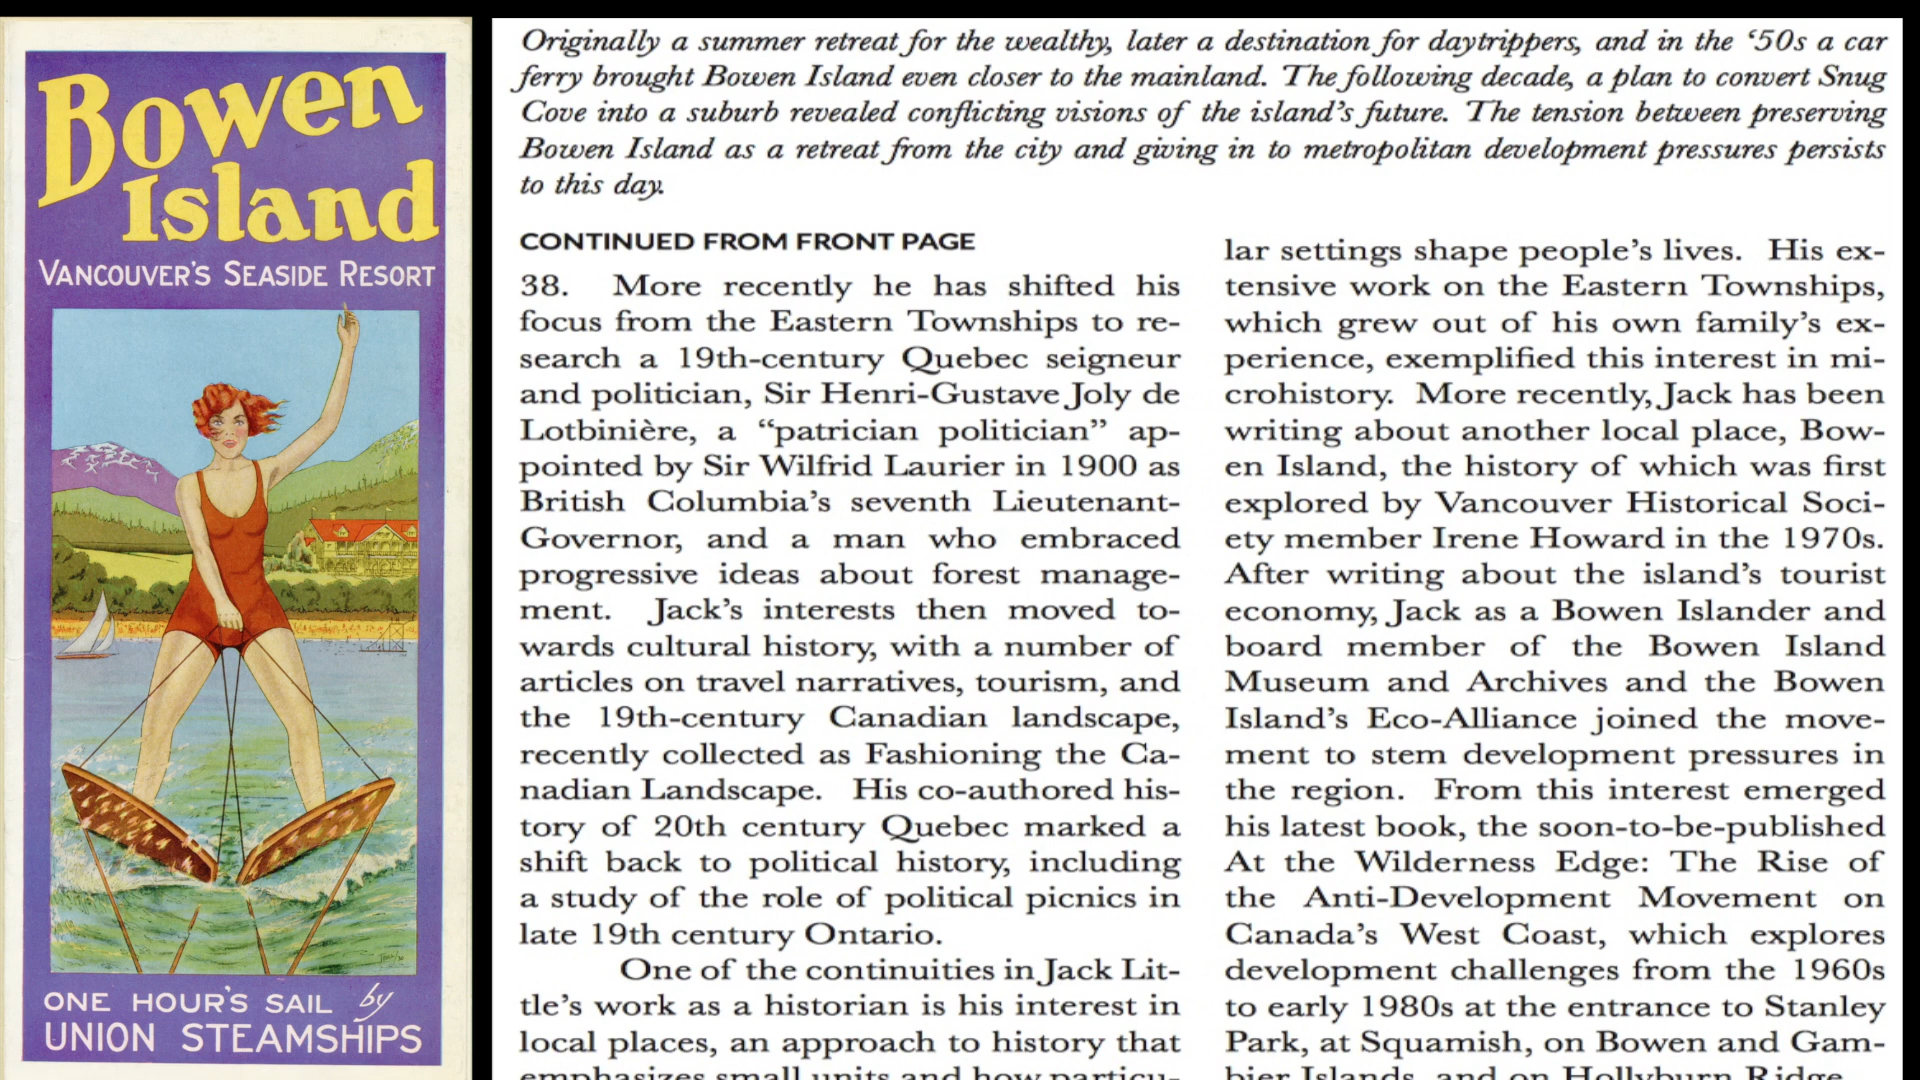 Bowen
Island
VANCOUVER'S SEASIDE RESORT
ONE HOUR'S SAIL by
UNION STEAMSHIPS
Originally a summer retreat for the wealthy, later a destination for daytrippers, and in the ‘50s a car
ferry brought Bowen Island even closer to the mainland. The following decade, a plan to convert Snug
Cove into a suburb revealed conflicting visions of the island’s future. The tension between preserving
Bowen Island as a retreat from the city and giving in to metropolitan development pressures persists
to this day.
CONTINUED FROM FRONT PAGE
38. More recently he has shifted his
focus from the Eastern Townships to re-
search a 19th-century Quebec seigneur
and politician, Sir Henri-Gustave Joly de
Lotbinière, a “patrician politician” ap-
pointed by Sir Wilfrid Laurier in 1900 as
British Columbia’s seventh Lieutenant-
Governor, and a man who embraced
progressive ideas about forest manage-
ment. Jack’s interests then moved to-
wards cultural history, with a number of
articles on travel narratives, tourism, and
the 19th-century Canadian landscape,
recently collected as Fashioning the Ca-
nadian Landscape. His co-authored his-
tory of 20th century Quebec marked a
shift back to political history, including
a study of the role of political picnics in
late 19th century Ontario.
One of the continuities in Jack Lit-
tle’s work as a historian is his interest in
local places, an approach to history that
emphasizes small units and how particu-
lar settings shape people’s lives. His ex-
tensive work on the Eastern Townships,
which grew out of his own family’s ex-
perience, exemplified this interest in mi-
crohistory. More recently, Jack has been
writing about another local place, Bow-
en Island, the history of which was first
explored by Vancouver Historical Soci-
ety member Irene Howard in the 1970s.
After writing about the island’s tourist
economy, Jack as a Bowen Islander and
board member of the Bowen Island
Museum and Archives and the Bowen
Island’s Eco-Alliance joined the move-
ment to stem development pressures in
the region. From this interest emerged
his latest book, the soon-to-be-published
At the Wilderness Edge: The Rise of
the Anti-Development Movement on
Canada’s West Coast, which explores
development challenges from the 1960s
to early 1980s at the entrance to Stanley
Park, at Squamish, on Bowen and Gam-
bier Islands, and on Hollyburn Ridge.